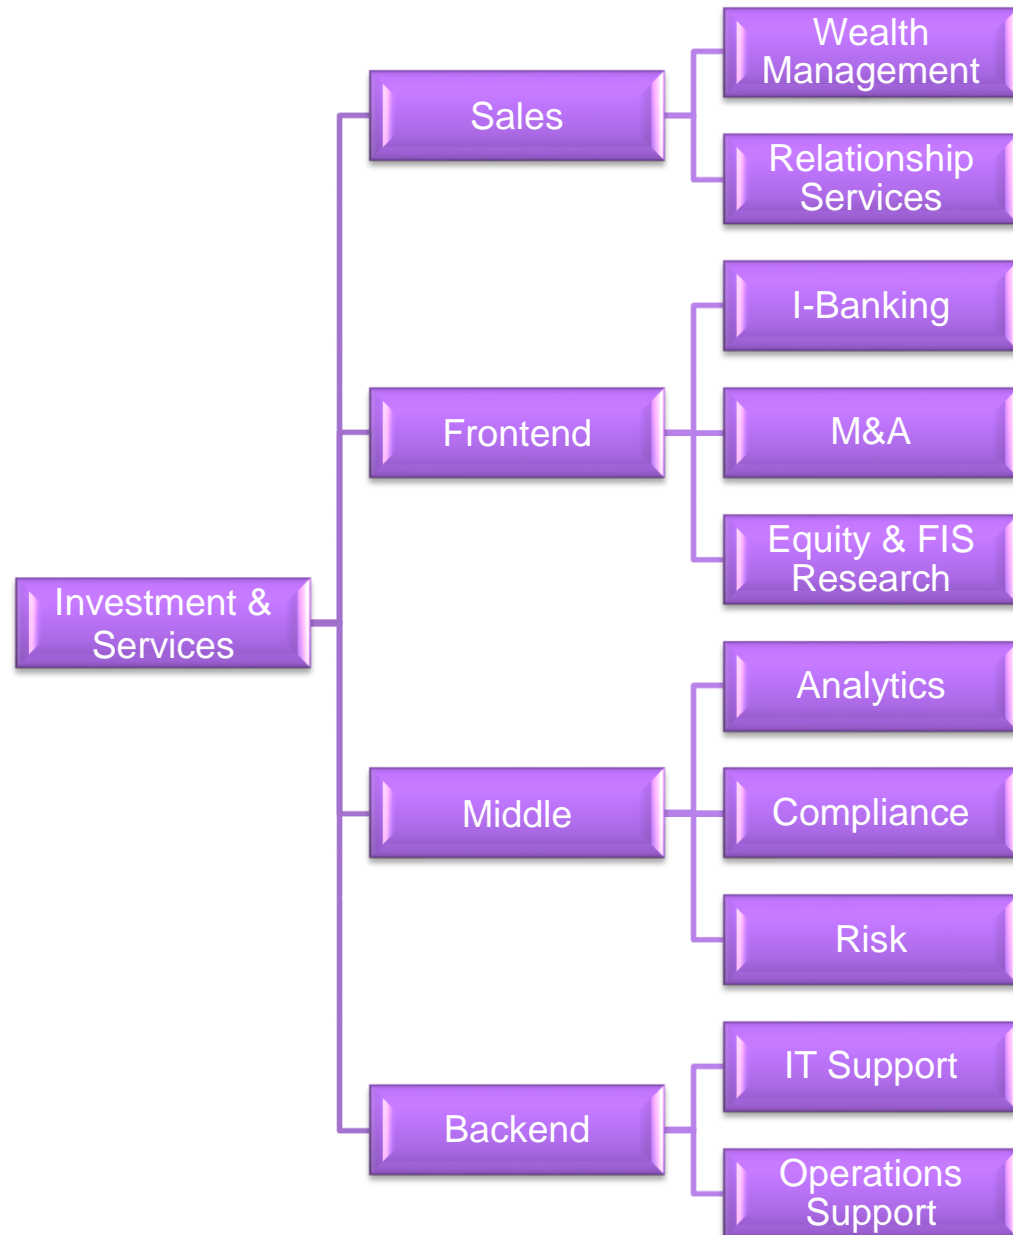 Investment &
Services
Sales
Wealth
Management
Relationship
Services
Frontend
I-Banking
M&A
Equity & FIS
Research
Middle
Analytics
Compliance
Risk
Backend
IT Support
Operations
Support